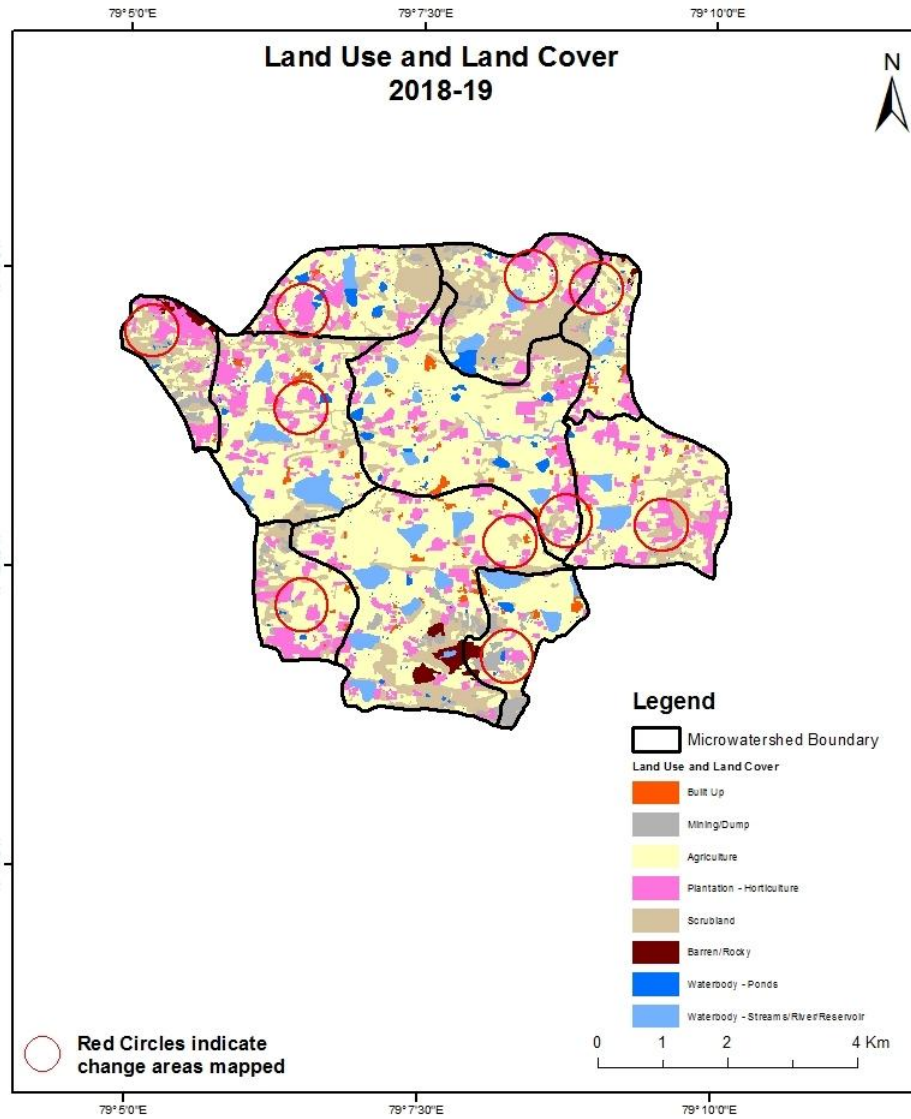 79°5'0"E
79°7'30"E
79°10'0"E
Land Use and Land Cover
2018-19
N
Legend
Microwatershed Boundary
Land Use and Land Cover
Built Up
Mining/Dump
Agriculture
Plantation - Horticulture
Scrubland
Barren/Rocky
Waterbody - Ponds
Waterbody - Streams/River/Reservoir
Red Circles indicate
change areas mapped
0 1 2 4 Km
79°5'0"E
79°7'30"E
79°10'0"E